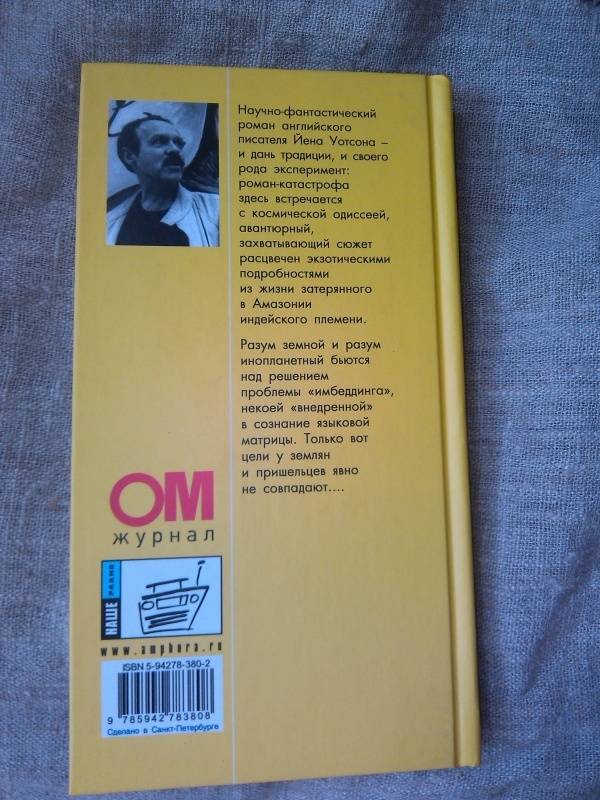 Научно-фантастический
роман английского
писателя Йена Уотсона –
и дань традиции, и своего
рода эксперимент:
роман-катастрофа
здесь встречается
с космической одиссеей,
авантюрный,
захватывающий сюжет
расцвечен экзотическими
подробностями
из жизни затерянного
в Амазонии
индейского племени.
Разум земной и разум
инопланетный бьются
над решением
проблемы «имбеддинга»,
некоей «внедренной»
в сознание языковой
матрицы. Только вот
цели у землян
и пришельцев явно
не совпадают....
ОМ
журнал
НАШЕ
РАДИО
www.amphora.ru
ISBN 5-94278-380-2
9 785942 783808
Сделано в Санкт-Петербурге